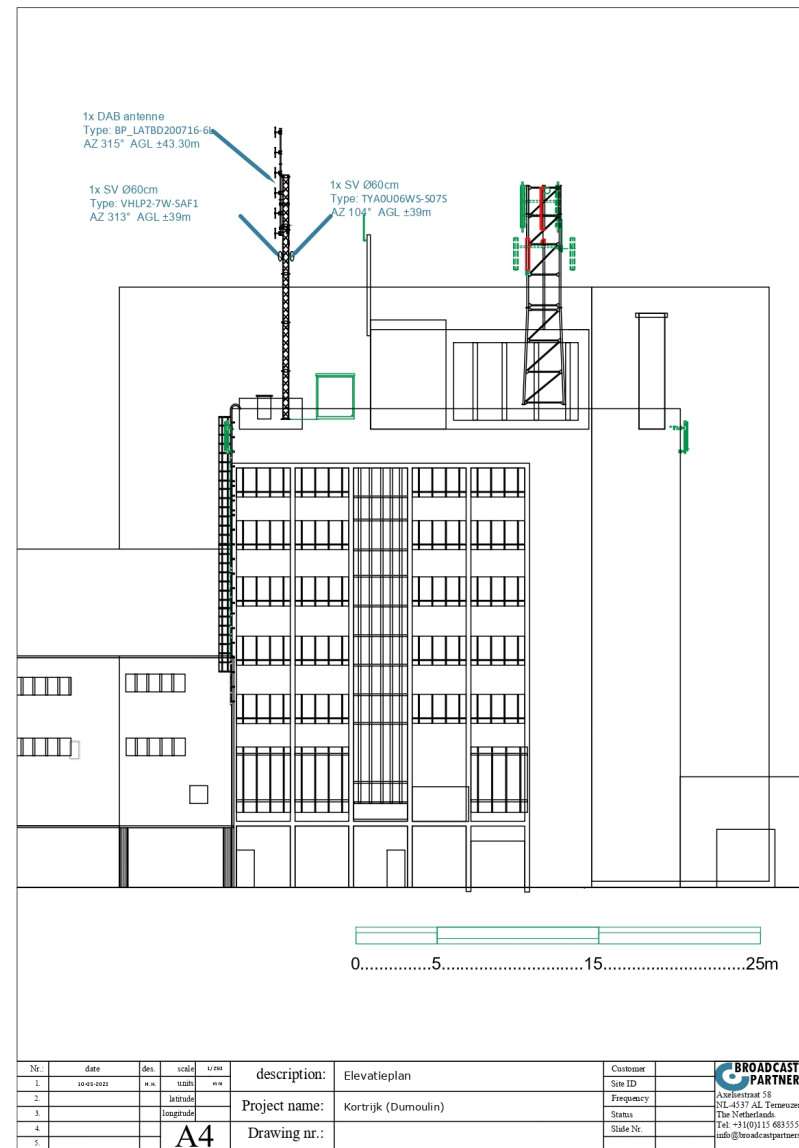 1x DAB antenne
Type: BP_LATBD200716-6L
AZ 315° AGL ±43.30m
1x SV Ø60cm
Type: VHLP2-7W-SAF1
AZ 313° AGL ±39m
1x SV Ø60cm
Type: TYA0U06WS-S07S
AZ 104° AGL ±39m
0..............5.........................15.............................25m
Nr.: date des. scale 1/250
1. 10-05-2022 H.H. units
2. latitude
3. longitude
4.
5.
A4
description: Elevatieplan
Project name: Kortrijk (Dumoulin)
Drawing nr.:
Customer
Site ID
Frequency
Status
Slide Nr.
BROADCAST
PARTNER
Axelsestraat 58
NL-4537 AL Terneuzen
The Netherlands.
Tel: +31(0)115 683555
info@broadcastpartner